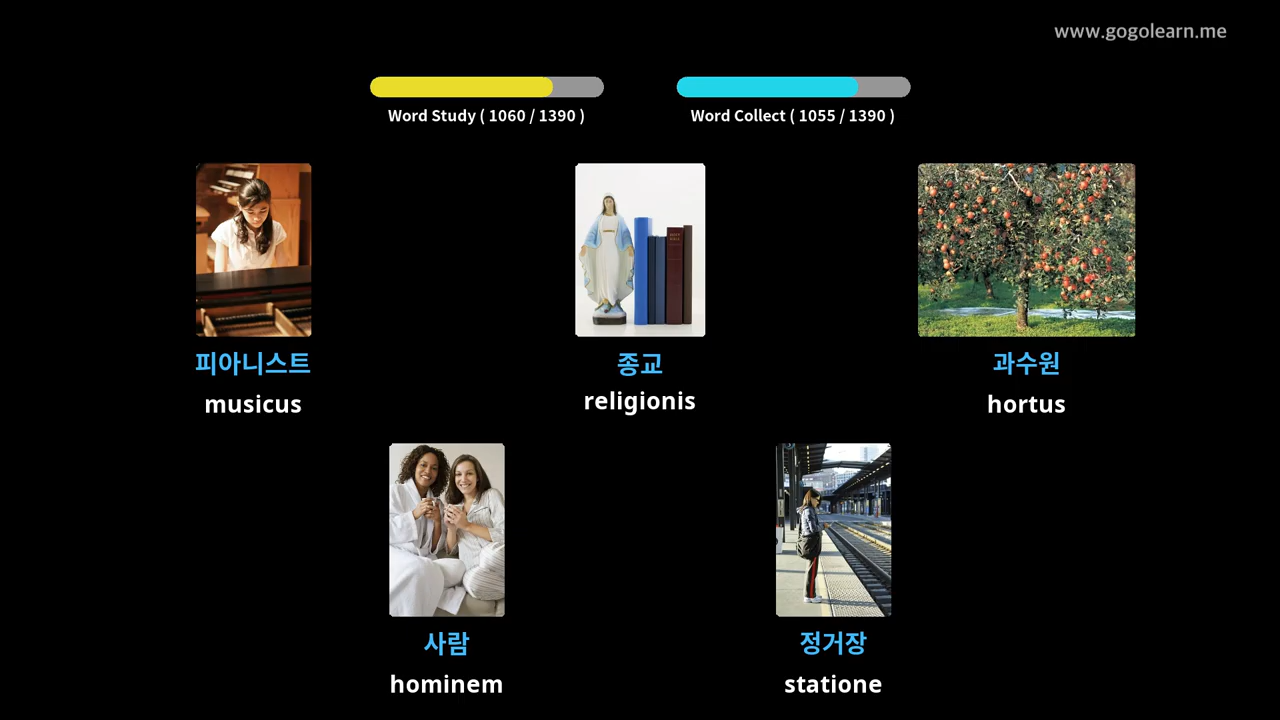 www.gogolearn.me
Word Study ( 1060 / 1390 )
Word Collect ( 1055 / 1390 )
피아니스트
musicus
종교
religionis
과수원
hortus
사람
hominem
정거장
statione